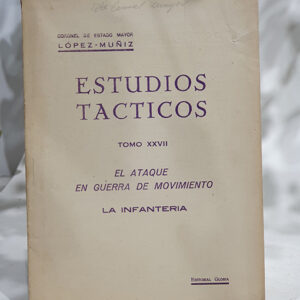 CORONEL DE ESTADO MAYOR
LÓPEZ-MUÑIZ
ESTUDIOS
TACTICOS
TOMO XXVII
EL ATAQUE
EN GUERRA DE MOVIMIENTO
LA INFANTERIA
EDITORIAL GLORIA